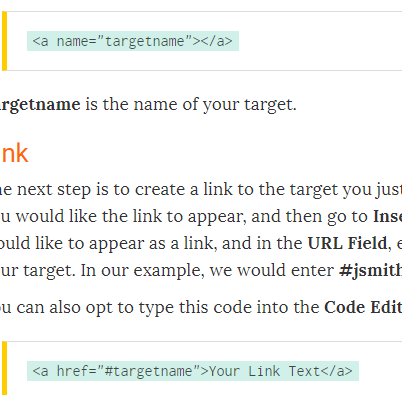 <a name="targetname"></a>
argetname is the name of your target.
nk
ne next step is to create a link to the target you just
u would like the link to appear, and then go to Inse
ould like to appear as a link, and in the URL Field, e
ur target. In our example, we would enter #jsmith
u can also opt to type this code into the Code Edit
<a href="#targetname">Your Link Text</a>